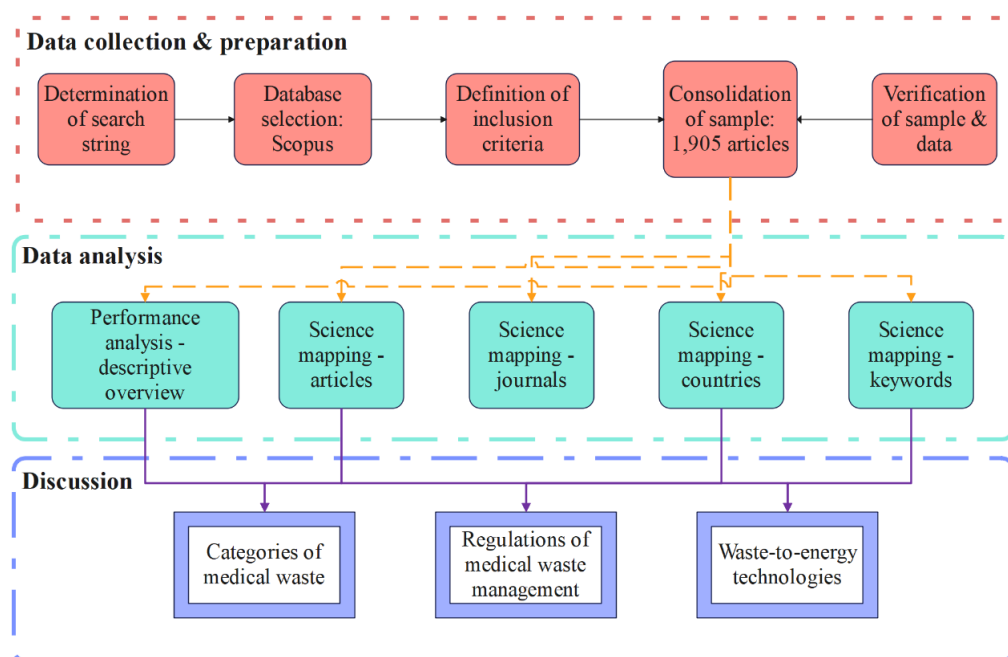 Data collection & preparation
Determination
of search
string
Database
selection:
Scopus
Definition of
inclusion
criteria
Consolidation
of sample:
1,905 articles
Verification
of sample &
data
Data analysis
Performance
analysis -
descriptive
overview
Science
mapping -
articles
Science
mapping -
journals
Science
mapping -
countries
Science
mapping -
keywords
Discussion
Categories of
medical waste
Regulations of
medical waste
management
Waste-to-energy
technologies